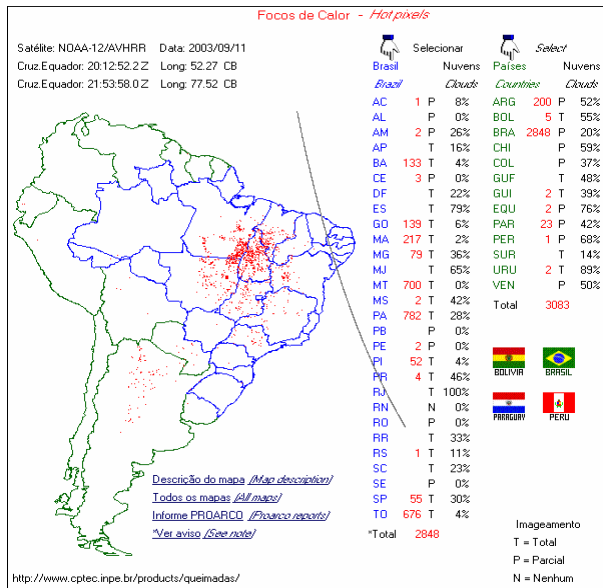 Focos de Calor - Hot pixels
Satélite: NOAA-12/AVHRR Data: 2003/09/11
Cruz.Equador: 20:12:52.2 Z Long: 52.27 CB
Cruz.Equador: 21:53:58.0 Z Long: 77.52 CB
Selecionar
Brasil Nuvens
Brazil Clouds
AC 1 P 8%
AL P 0%
AM 2 P 26%
AP T 16%
BA 133 T 4%
CE 3 P 0%
DF T 22%
ES T 79%
GO 139 T 6%
MA 217 T 2%
MG 79 T 36%
MJ T 65%
MT 700 T 0%
MS 2 T 42%
PA 782 T 28%
PB P 0%
PE 2 P 0%
PI 52 T 4%
PR 4 T 46%
RJ T 100%
RN N 0%
RO P 0%
RR T 33%
RS 1 T 11%
SC T 23%
SE P 0%
SP 55 T 30%
TO 676 T 4%
*Total 2848
Select
Países Nuvens
Countries Clouds
ARG 200 P 52%
BOL 5 T 55%
BRA 2848 P 20%
CHI P 59%
COL P 37%
GUF T 48%
GUI 2 T 39%
EQU 2 P 76%
PAR 23 P 42%
PER 1 P 68%
SUR T 14%
URU 2 T 89%
VEN P 50%
Total 3083
BOLIVIA BRASIL
PARAGUAY PERU
Descrição do mapa (Map description)
Todos os mapas (All maps)
Informe PROARCO (Proarco reports)
*Ver aviso (See note)
Imageamento
T = Total
P = Parcial
N = Nenhum
http://www.cptec.inpe.br/products/queimadas/